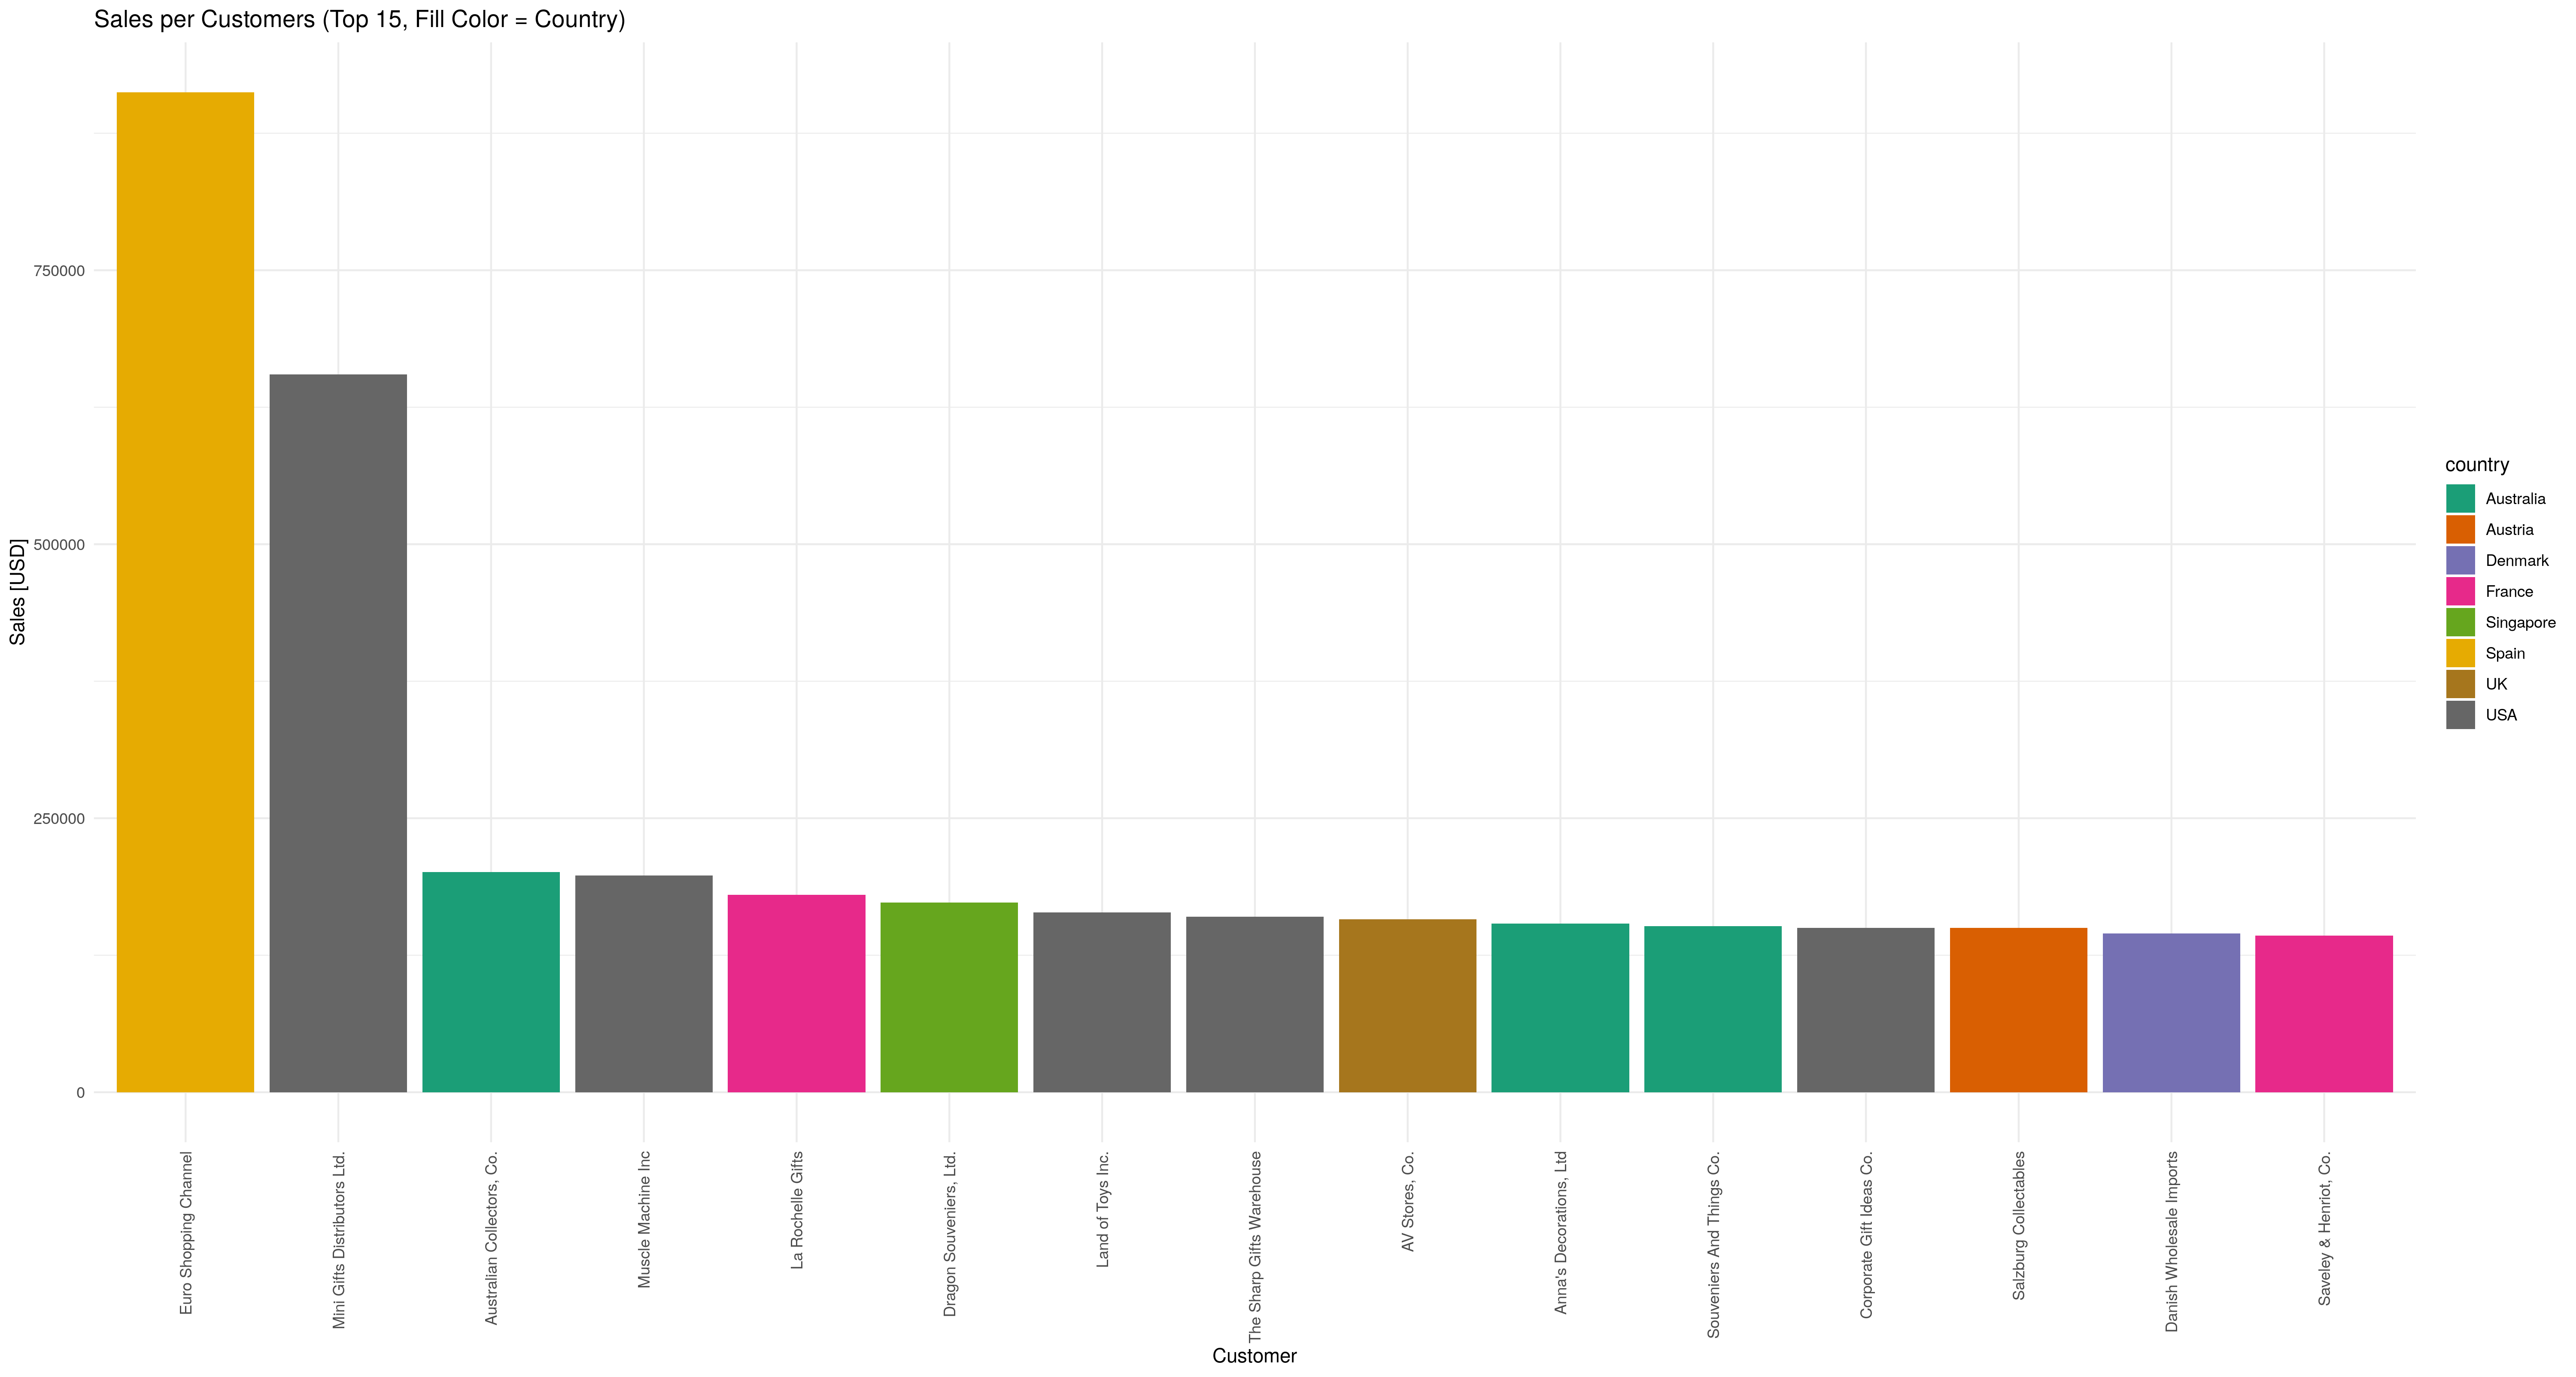 Sales per Customers (Top 15, Fill Color = Country)
Sales [USD]
750000
500000
250000
0
Euro Shopping Channel
Mini Gifts Distributors Ltd.
Australian Collectors, Co.
Muscle Machine Inc
La Rochelle Gifts
Dragon Souveniers, Ltd.
Land of Toys Inc.
The Sharp Gifts Warehouse
AV Stores, Co.
Anna's Decorations, Ltd
Souveniers And Things Co.
Corporate Gift Ideas Co.
Salzburg Collectables
Danish Wholesale Imports
Saveley & Henriot, Co.
Customer
country
Australia
Austria
Denmark
France
Singapore
Spain
UK
USA